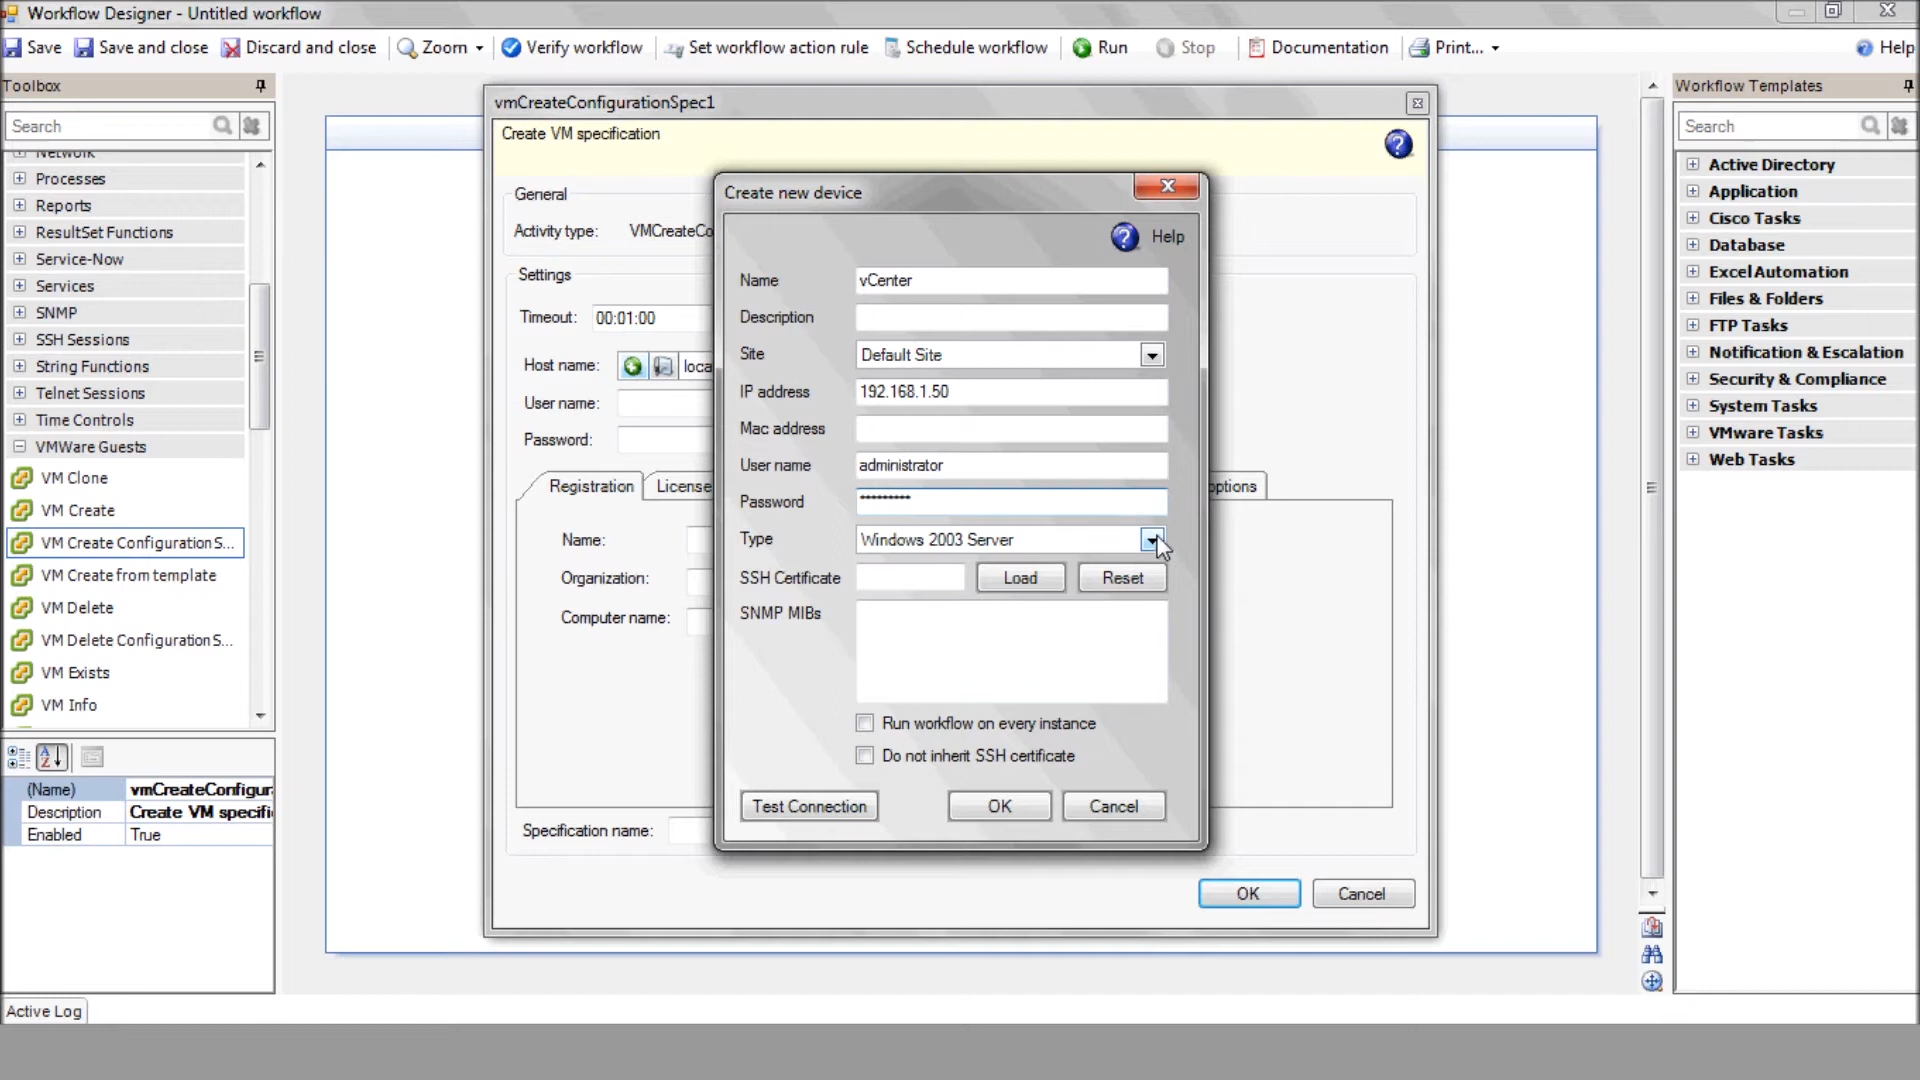 Workflow Designer - Untitled workflow
Save
Save and close
Discard and close
Zoom
Verify workflow
Set workflow action rule
Schedule workflow
Run
Stop
Documentation
Print...
Help
Toolbox
Search
Network
Processes
Reports
ResultSet Functions
Service-Now
Services
SNMP
SSH Sessions
String Functions
Telnet Sessions
Time Controls
VMWare Guests
VM Clone
VM Create
VM Create Configuration S...
VM Create from template
VM Delete
VM Delete Configuration S...
VM Exists
VM Info
(Name) vmCreateConfigur
Description Create VM specifi
Enabled True
Active Log
vmCreateConfigurationSpec1
Create VM specification
General
Activity type: VMCreateCo
Settings
Timeout: 00:01:00
Host name: loca
User name:
Password:
Registration
License
options
Name:
Organization:
Computer name:
Specification name:
OK
Cancel
Create new device
Help
Name vCenter
Description
Site Default Site
IP address 192.168.1.50
Mac address
User name administrator
Password *********
Type Windows 2003 Server
SSH Certificate
Load
Reset
SNMP MIBs
Run workflow on every instance
Do not inherit SSH certificate
Test Connection
OK
Cancel
Workflow Templates
Search
Active Directory
Application
Cisco Tasks
Database
Excel Automation
Files & Folders
FTP Tasks
Notification & Escalation
Security & Compliance
System Tasks
VMware Tasks
Web Tasks